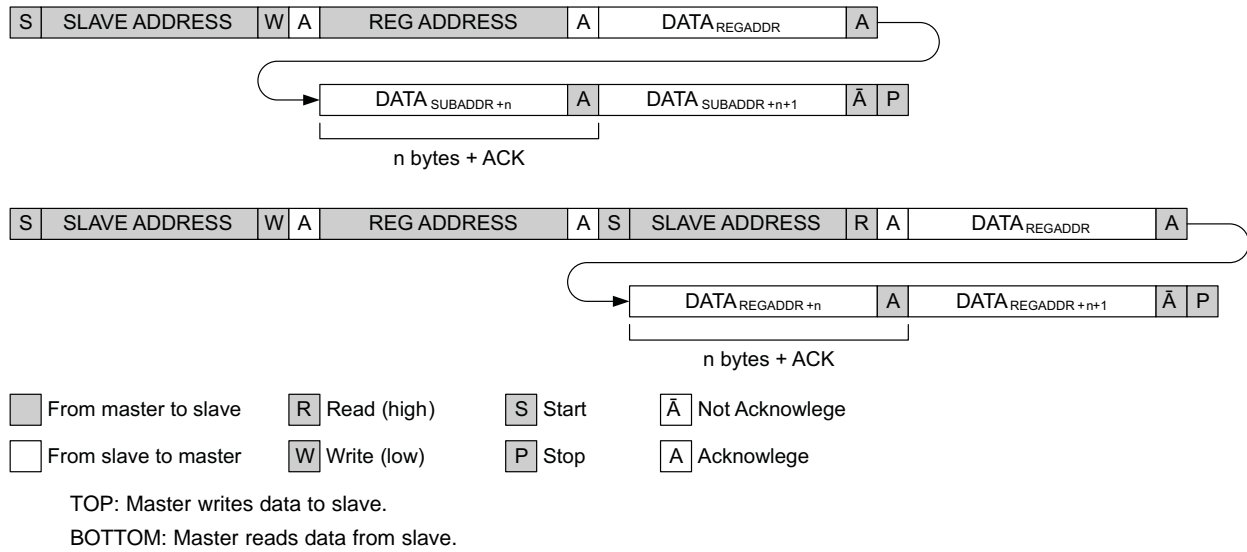 S SLAVE ADDRESS W A REG ADDRESS A DATA REGADDR A
DATA SUBADDR +n A DATA SUBADDR +n+1 Ā P
n bytes + ACK
S SLAVE ADDRESS W A REG ADDRESS A S SLAVE ADDRESS R A DATA REGADDR A
DATA REGADDR +n A DATA REGADDR +n+1 Ā P
n bytes + ACK
From master to slave R Read (high) S Start Ā Not Acknowlege
From slave to master W Write (low) P Stop A Acknowlege
TOP: Master writes data to slave.
BOTTOM: Master reads data from slave.